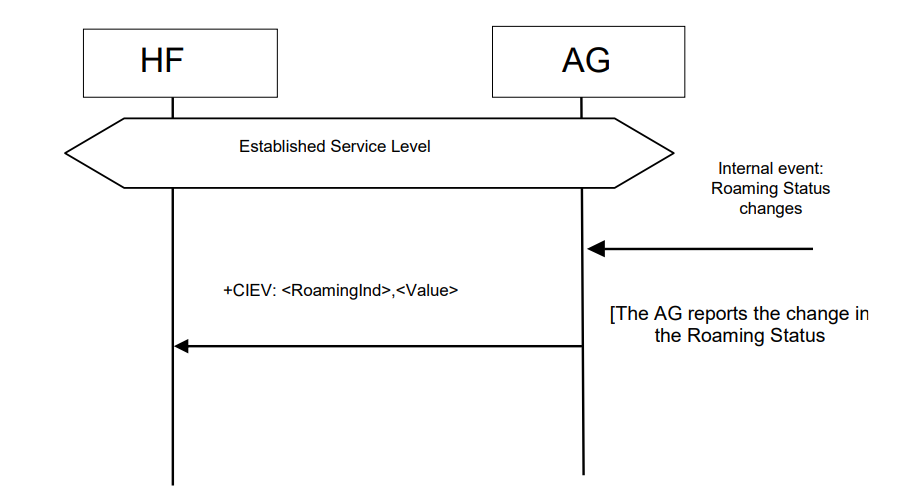 HF
AG
Established Service Level
Internal event:
Roaming Status
changes
+CIEV: <RoamingInd>,<Value>
[The AG reports the change in
the Roaming Status